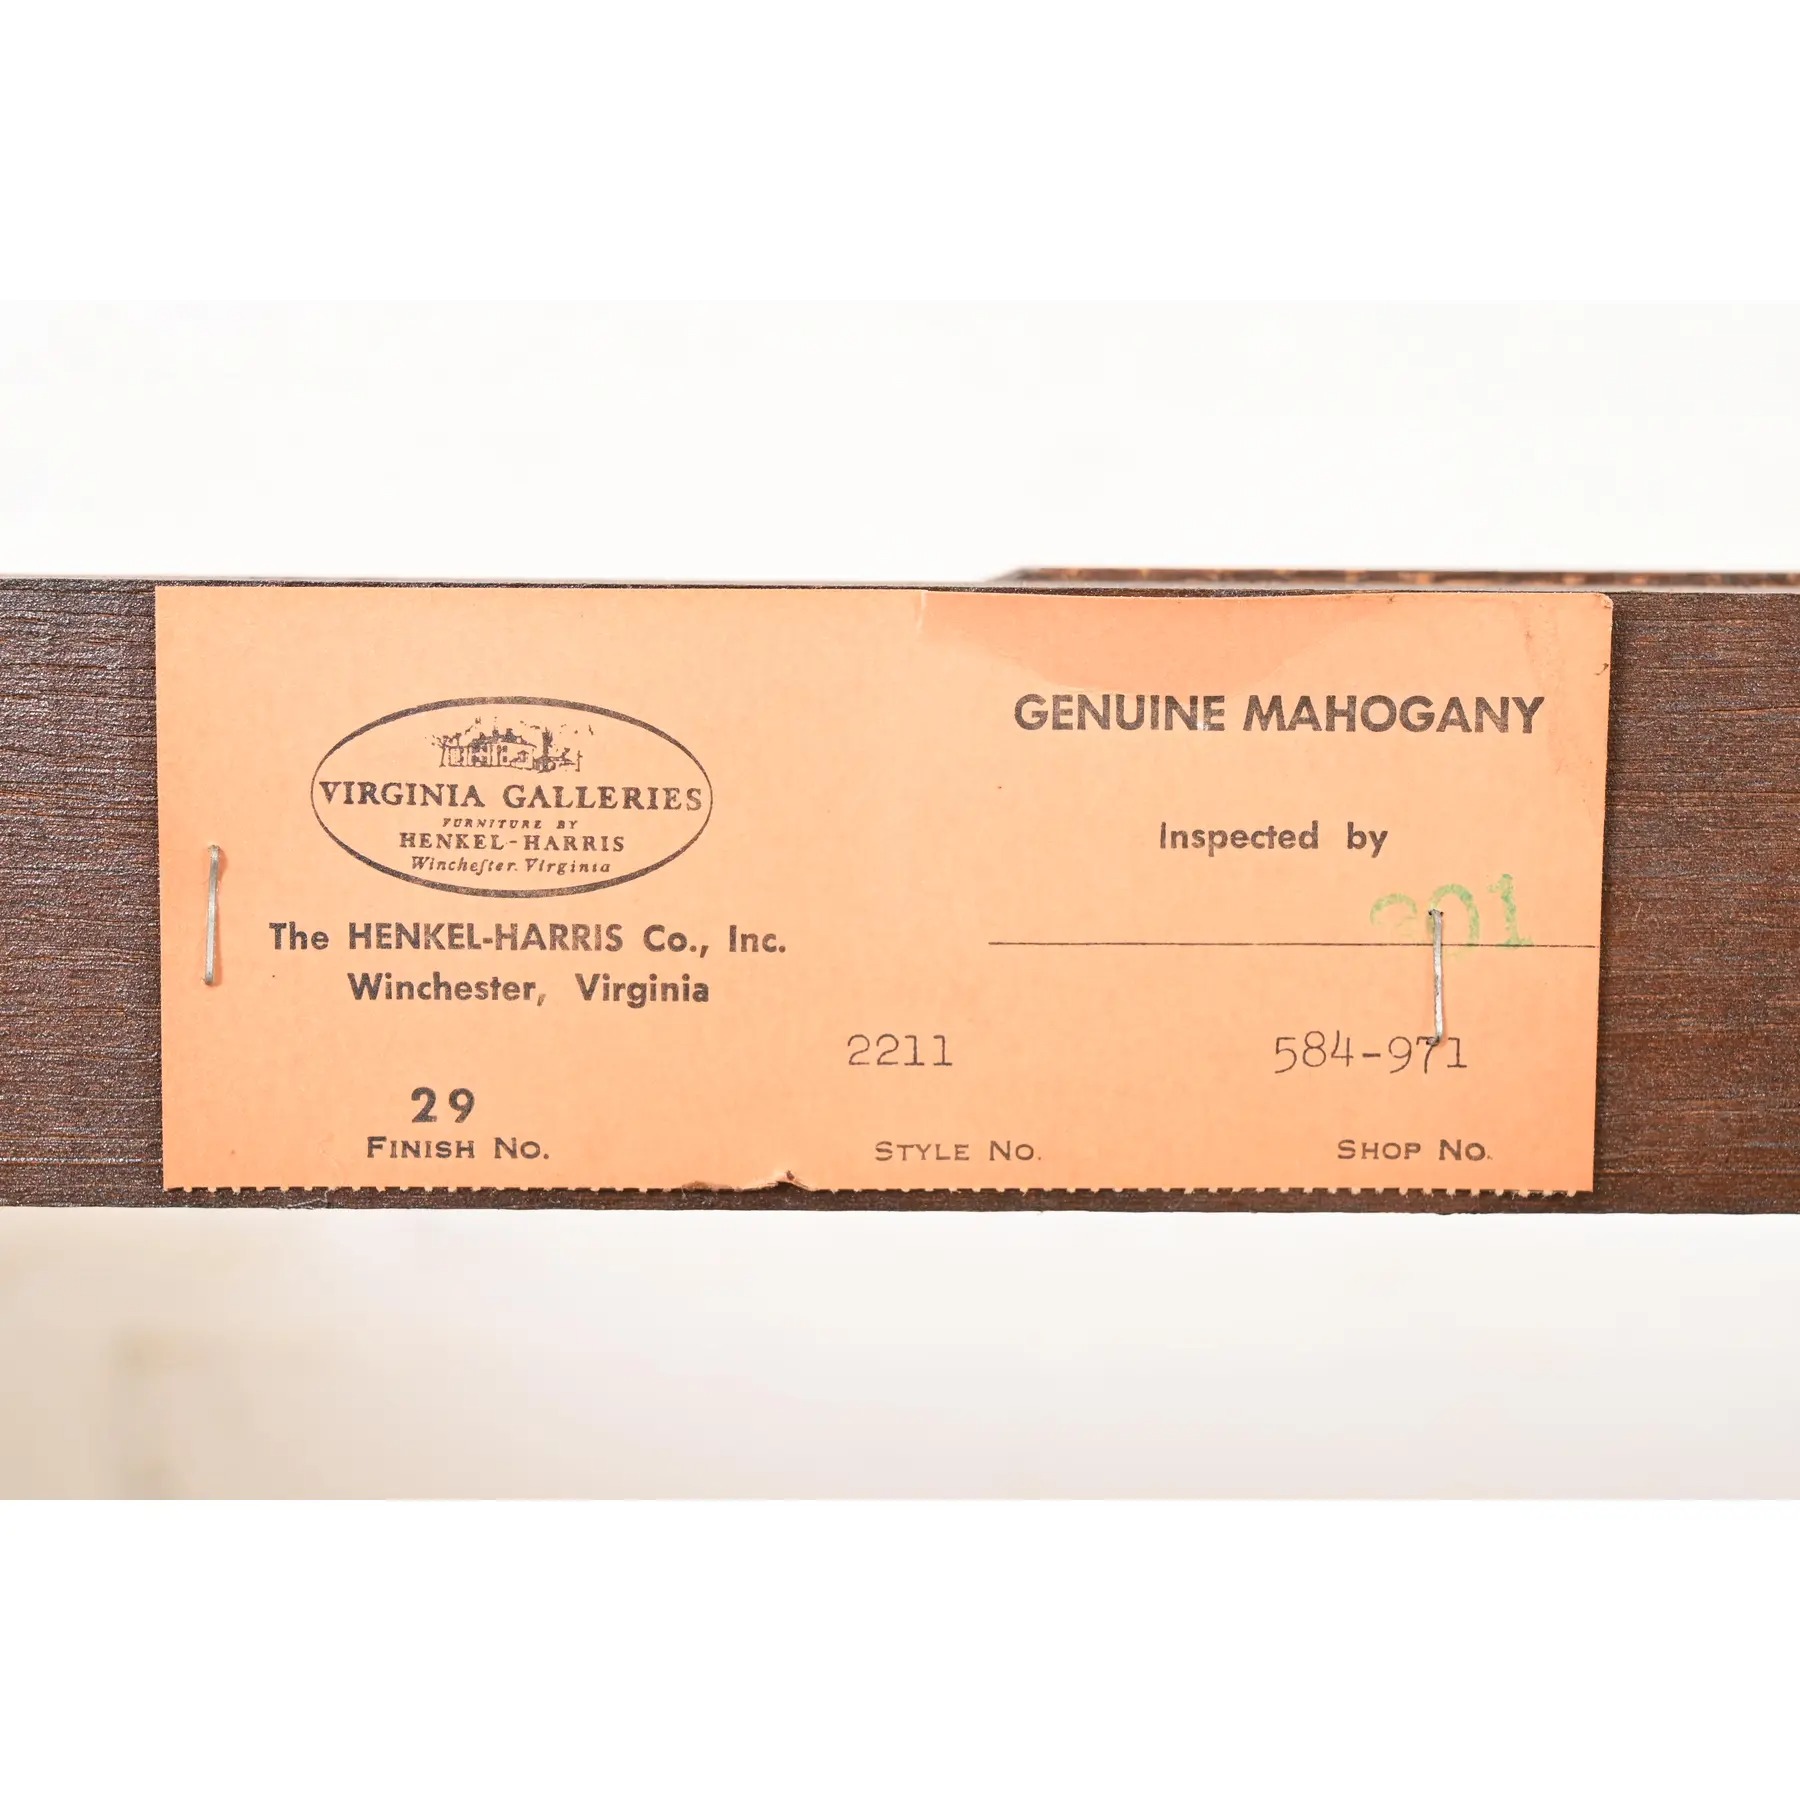 VIRGINIA GALLERIES
FURNITURE BY
HENKEL-HARRIS
Winchester, Virginia
The HENKEL-HARRIS Co., Inc.
Winchester, Virginia
29
FINISH NO.
2211
STYLE NO.
GENUINE MAHOGANY
Inspected by
584-971
SHOP NO.